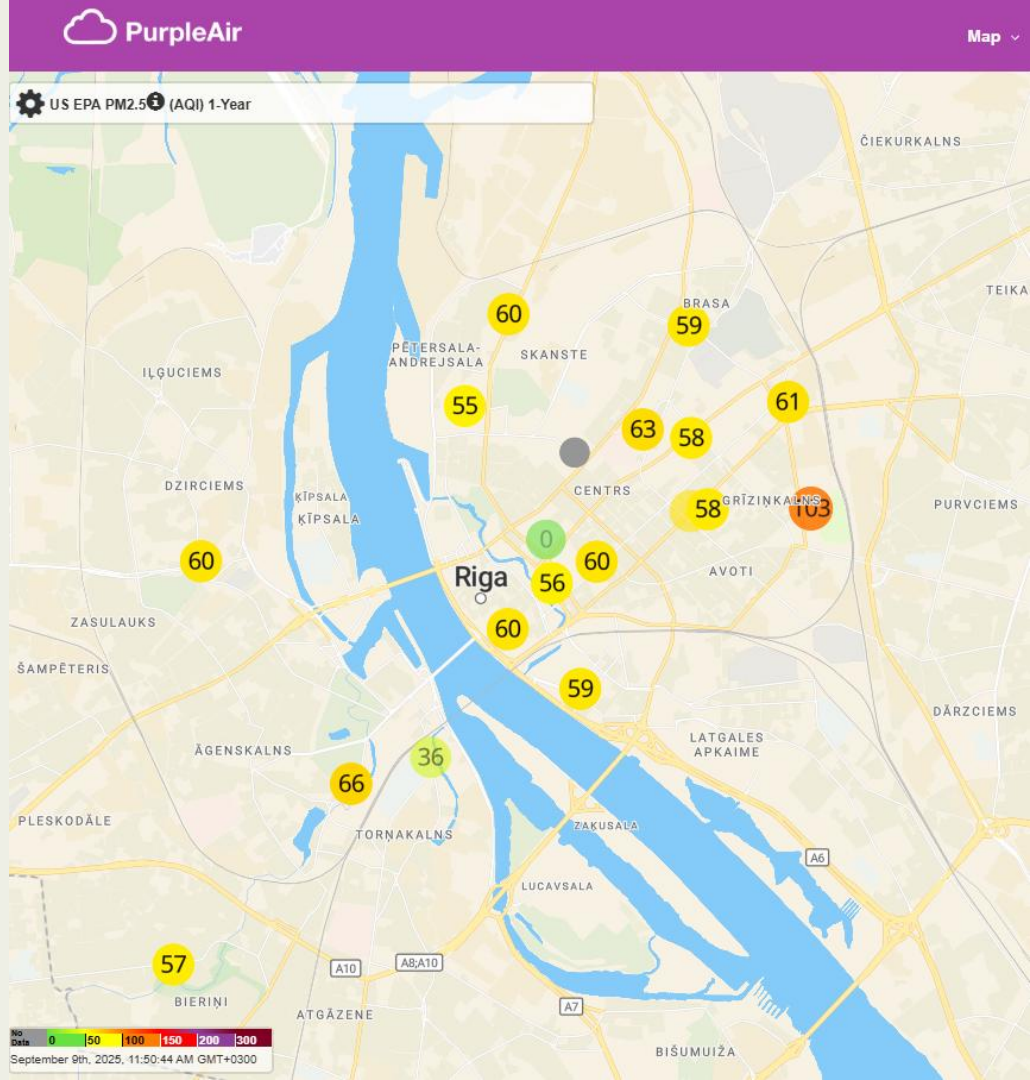 PurpleAir
Map
US EPA PM2.5 (AQI) 1-Year
ČIEKURKALNS
TEIKA
60
BRASA
59
PĒTERSALA-
ANDREJSALA
SKANSTE
IĻĢUCIEMS
55
61
63
58
DZIRCIEMS
CENTRS
ĶĪPSALA
ĶĪPSALA
58
GRĪZIŅKALNS
103
PURVCIEMS
0
60
60
56
AVOTI
Riga
ZASULAUKS
60
ŠAMPĒTERIS
59
DĀRZCIEMS
LATGALES
APKAIME
ĀGENSKALNS
36
66
PLESKODĀLE
TORŅAKALNS
ZAĶUSALA
A6
LUCAVSALA
57
A10
A8;A10
BIERIŅI
A7
ATGĀZENE
BIŠUMUIŽA
No
Data
0 50 100 150 200 300
September 9th, 2025, 11:50:44 AM GMT+0300